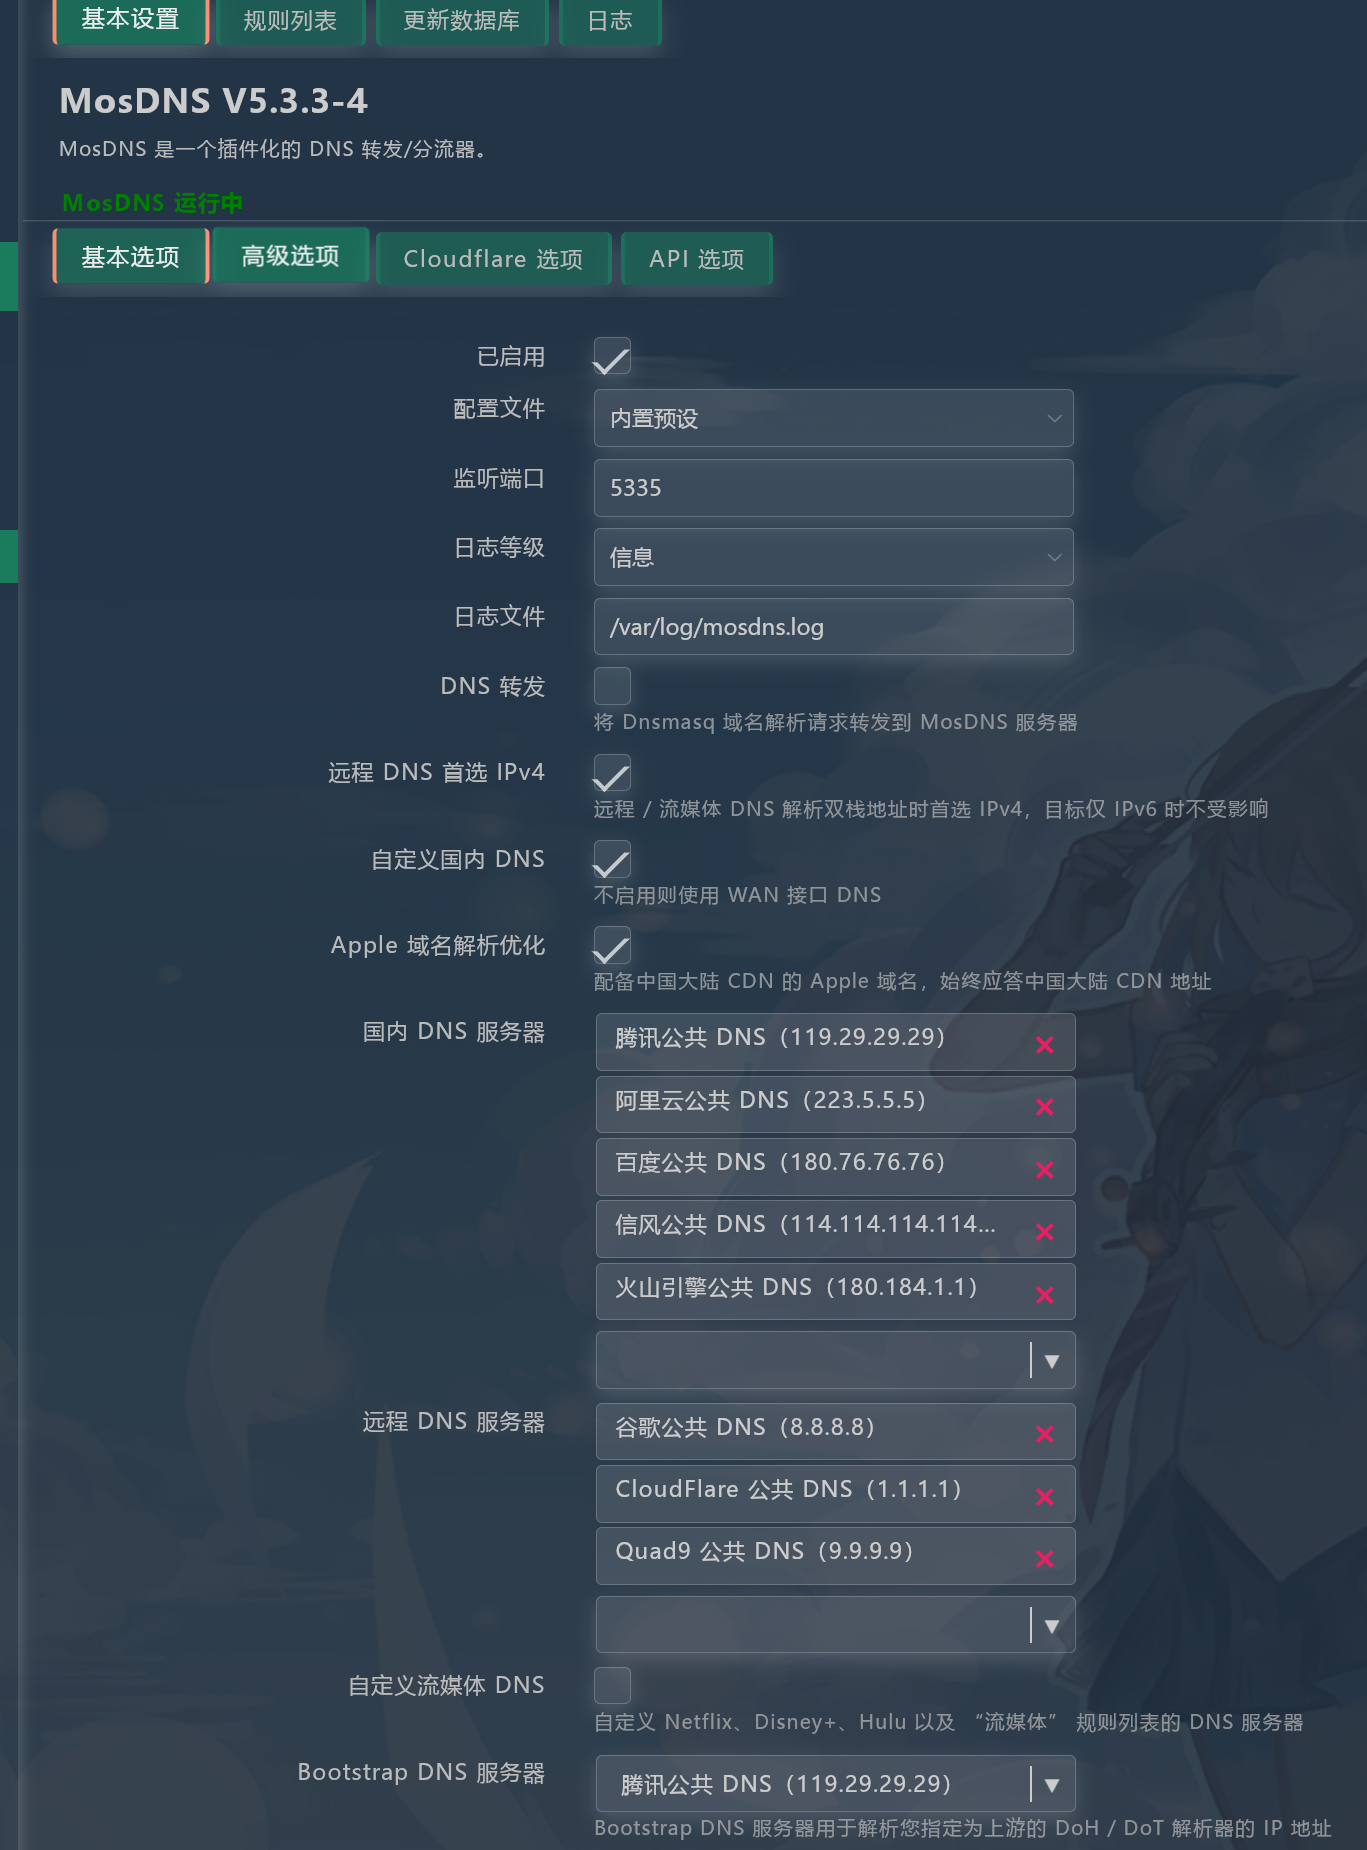 基本设置 规则列表 更新数据库 日志
MosDNS V5.3.3-4
MosDNS 是一个插件化的 DNS 转发/分流器。
MosDNS 运行中
基本选项 高级选项 Cloudflare 选项 API 选项
已启用
配置文件 内置预设
监听端口 5335
日志等级 信息
日志文件 /var/log/mosdns.log
DNS 转发
将 Dnsmasq 域名解析请求转发到 MosDNS 服务器
远程 DNS 首选 IPv4
远程 / 流媒体 DNS 解析双栈地址时首选 IPv4，目标仅 IPv6 时不受影响
自定义国内 DNS
不启用则使用 WAN 接口 DNS
Apple 域名解析优化
配备中国大陆 CDN 的 Apple 域名，始终应答中国大陆 CDN 地址
国内 DNS 服务器 腾讯公共 DNS（119.29.29.29）
阿里云公共 DNS（223.5.5.5）
百度公共 DNS（180.76.76.76）
信风公共 DNS（114.114.114.114...
火山引擎公共 DNS（180.184.1.1）
远程 DNS 服务器 谷歌公共 DNS（8.8.8.8）
CloudFlare 公共 DNS（1.1.1.1）
Quad9 公共 DNS（9.9.9.9）
自定义流媒体 DNS
自定义 Netflix、Disney+、Hulu 以及 “流媒体” 规则列表的 DNS 服务器
Bootstrap DNS 服务器 腾讯公共 DNS（119.29.29.29）
Bootstrap DNS 服务器用于解析您指定为上游的 DoH / DoT 解析器的 IP 地址